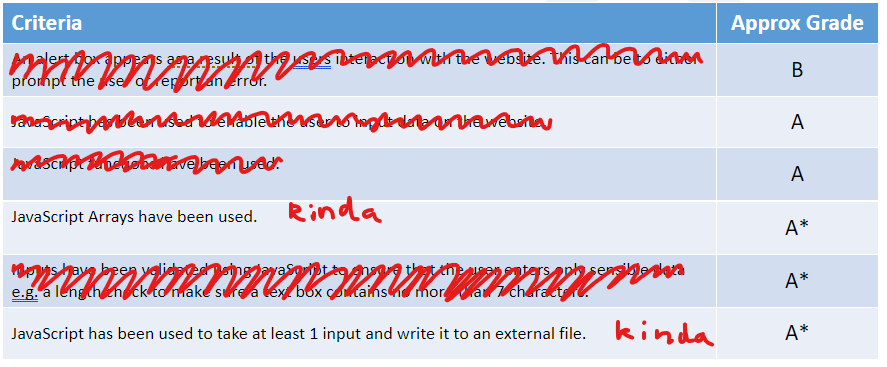 Criteria Approx Grade
An alert box appears as a result of the users interaction with the website. This can be to either
prompt the user or report an error. B
JavaScript has been used to enable the user to input data on the website. A
JavaScript functions have been used. A
JavaScript Arrays have been used. kinda A*
Inputs have been validated using JavaScript to ensure that the user enters only sensible data
e.g. a length check to make sure a text box contains no more than 7 characters. A*
JavaScript has been used to take at least 1 input and write it to an external file. kinda A*